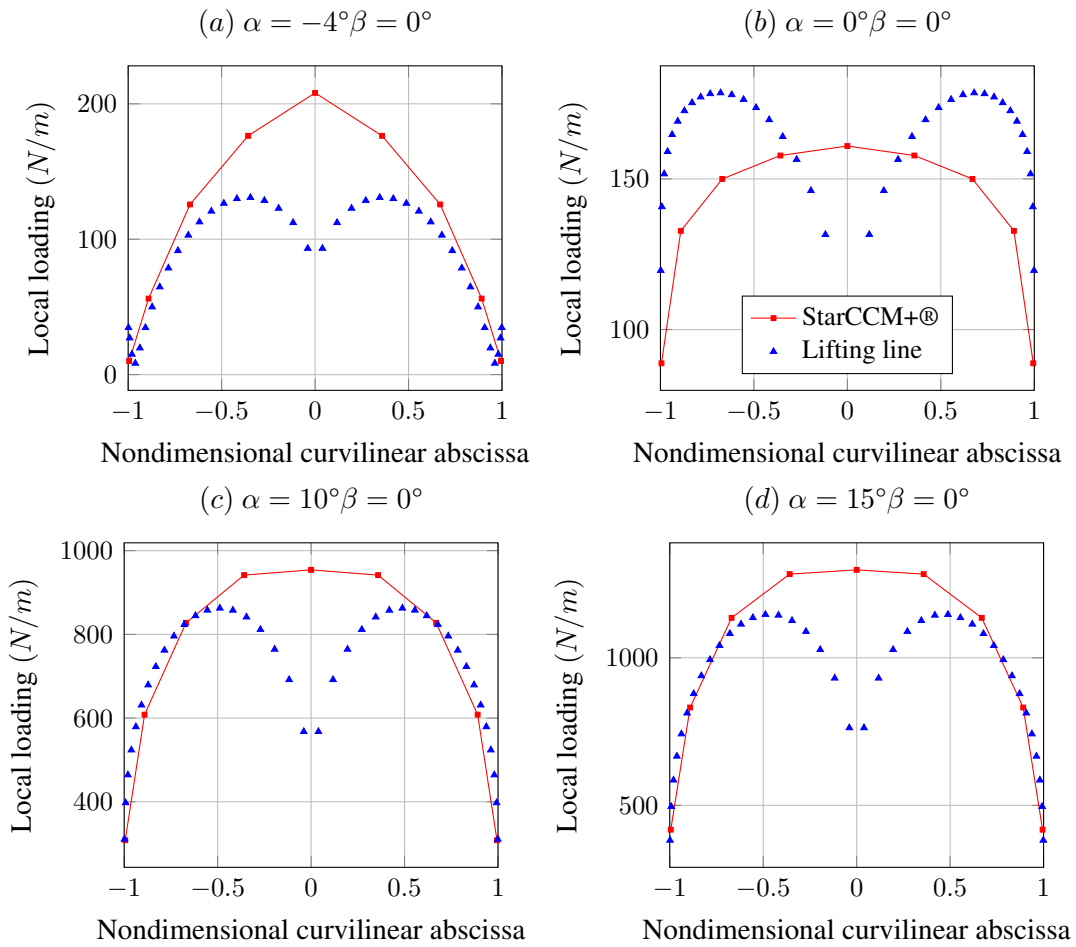 (a) α = −4°β = 0°
(b) α = 0°β = 0°
Local loading (N/m)
200
100
0
−1
−0.5
0
0.5
1
Nondimensional curvilinear abscissa
Local loading (N/m)
150
100
StarCCM+®
Lifting line
−1
−0.5
0
0.5
1
Nondimensional curvilinear abscissa
(c) α = 10°β = 0°
(d) α = 15°β = 0°
Local loading (N/m)
1000
800
600
400
−1
−0.5
0
0.5
1
Nondimensional curvilinear abscissa
Local loading (N/m)
1000
500
−1
−0.5
0
0.5
1
Nondimensional curvilinear abscissa